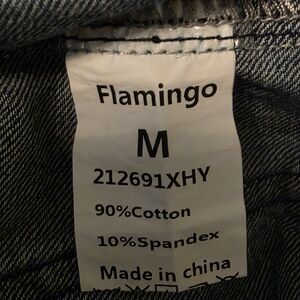 Flamingo
M
212691XHY
90%Cotton
10%Spandex
Made in china